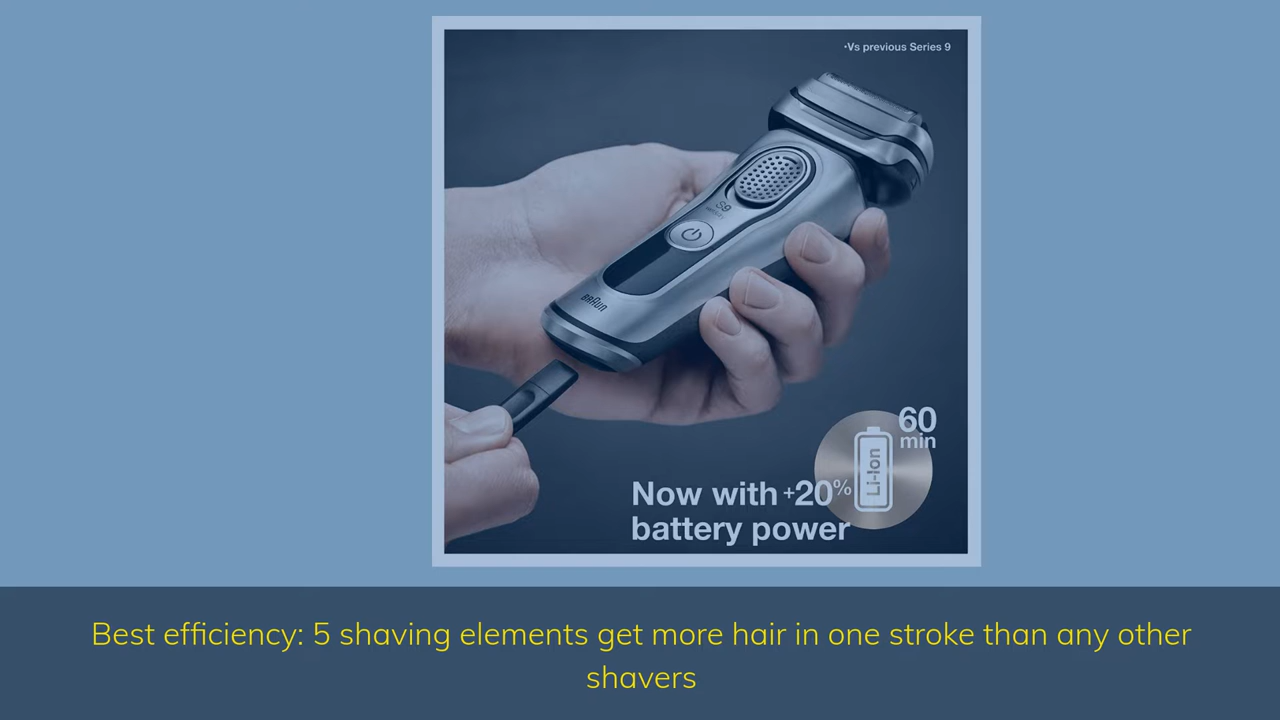 •Vs previous Series 9
S9
BRAUN
60
min
Li-Ion
Now with +20%
battery power
Best efficiency: 5 shaving elements get more hair in one stroke than any other
shavers